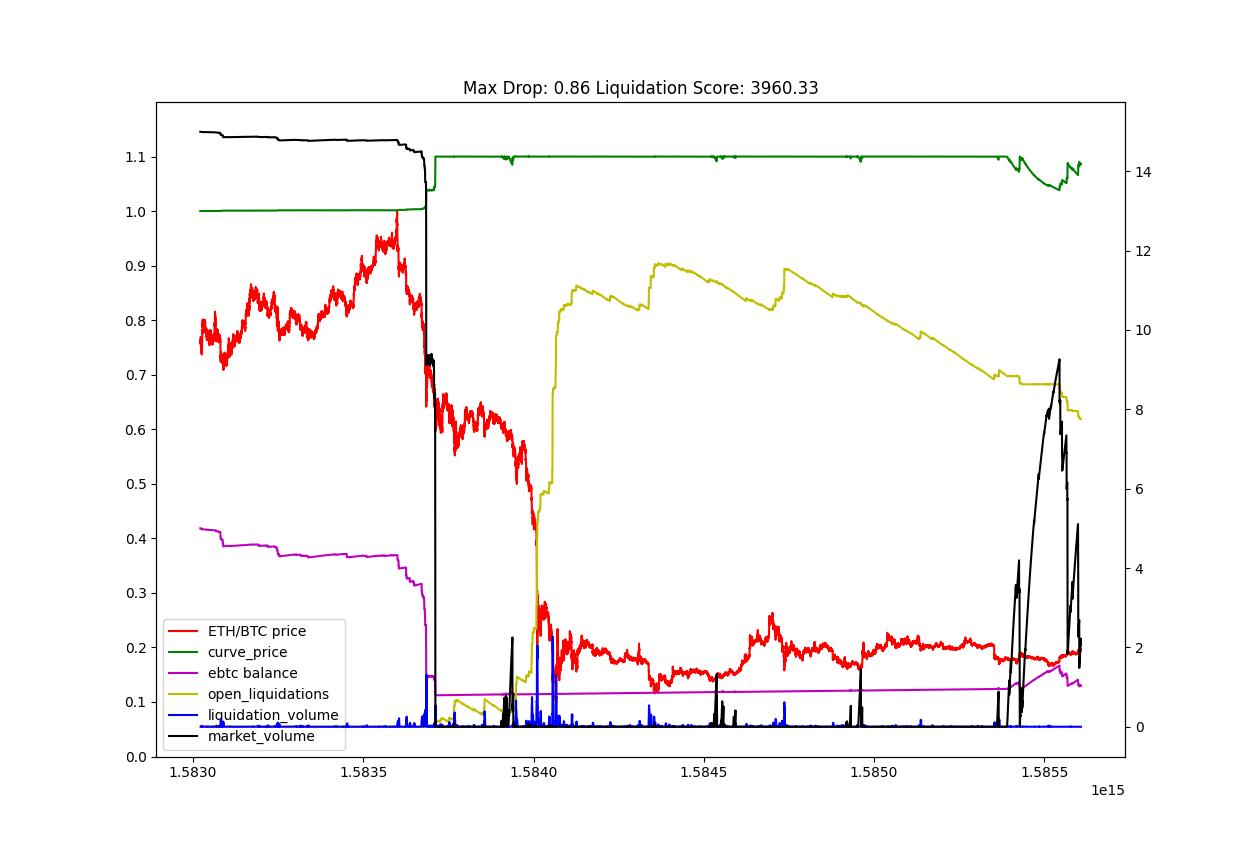 Max Drop: 0.86 Liquidation Score: 3960.33
1.1
1.0
0.9
0.8
0.7
0.6
0.5
0.4
0.3
0.2
0.1
0.0
14
12
10
8
6
4
2
0
ETH/BTC price
curve_price
ebtc balance
open_liquidations
liquidation_volume
market_volume
1.5830 1.5835 1.5840 1.5845 1.5850 1.5855
1e15